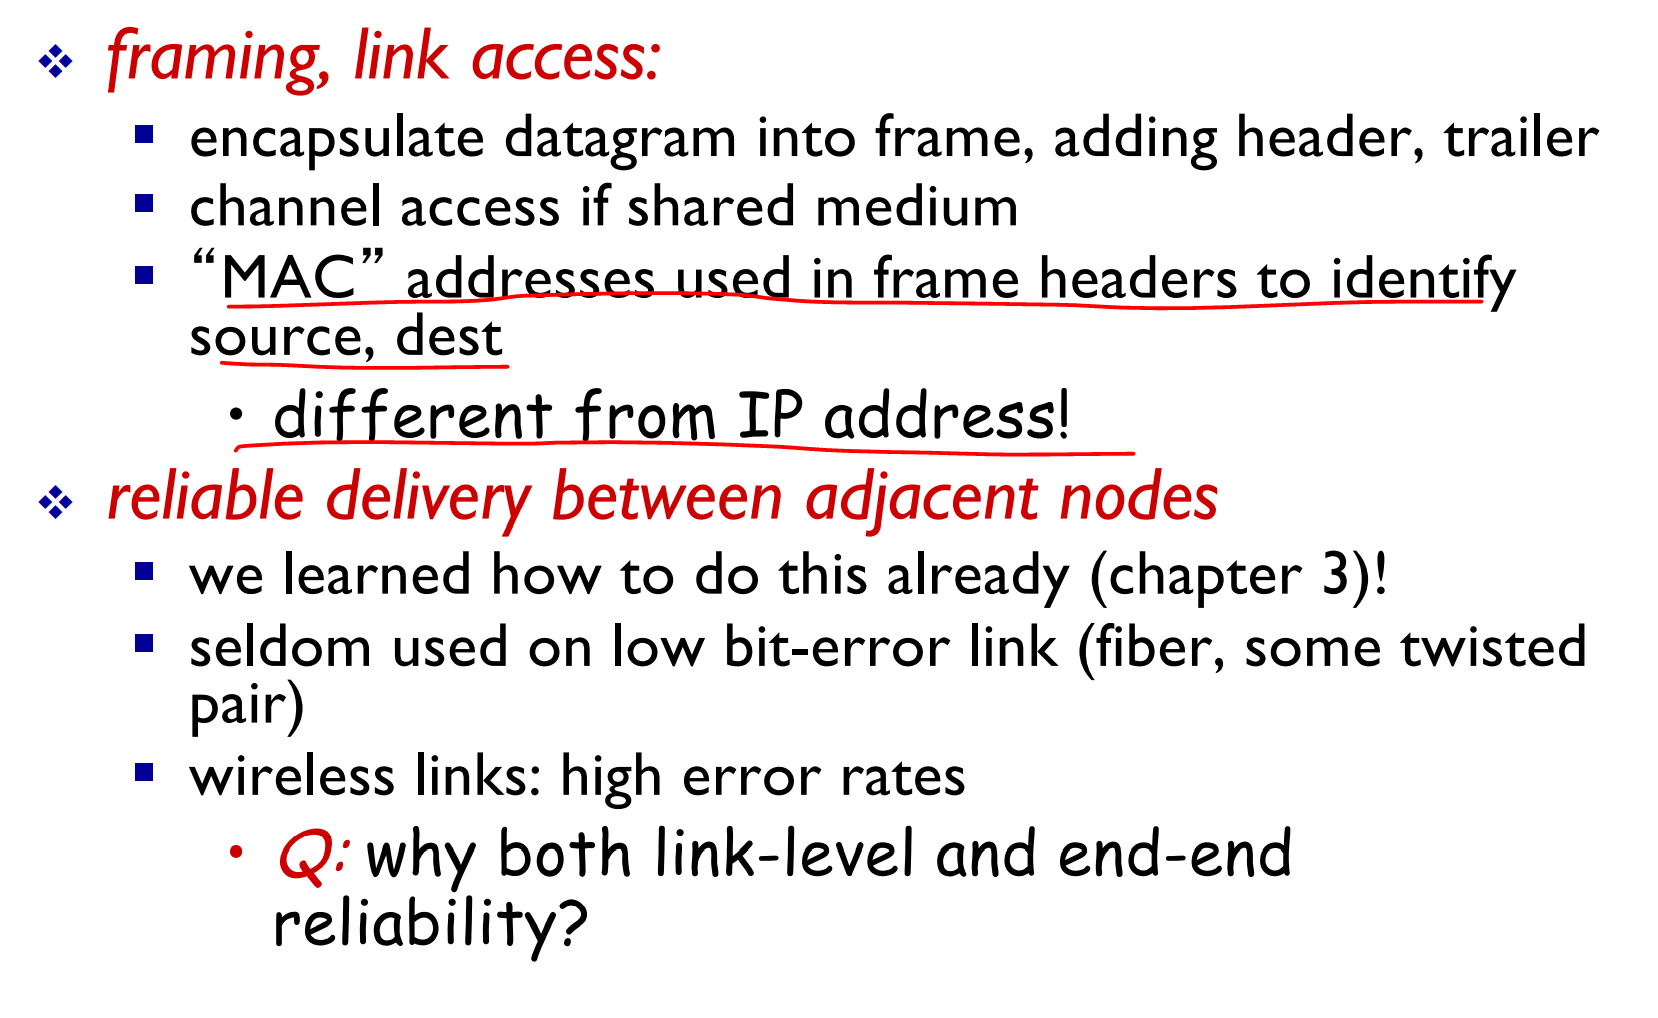 framing, link access:
encapsulate datagram into frame, adding header, trailer
channel access if shared medium
“MAC” addresses used in frame headers to identify
source, dest
• different from IP address!
reliable delivery between adjacent nodes
we learned how to do this already (chapter 3)!
seldom used on low bit-error link (fiber, some twisted
pair)
wireless links: high error rates
• Q: why both link-level and end-end
reliability?